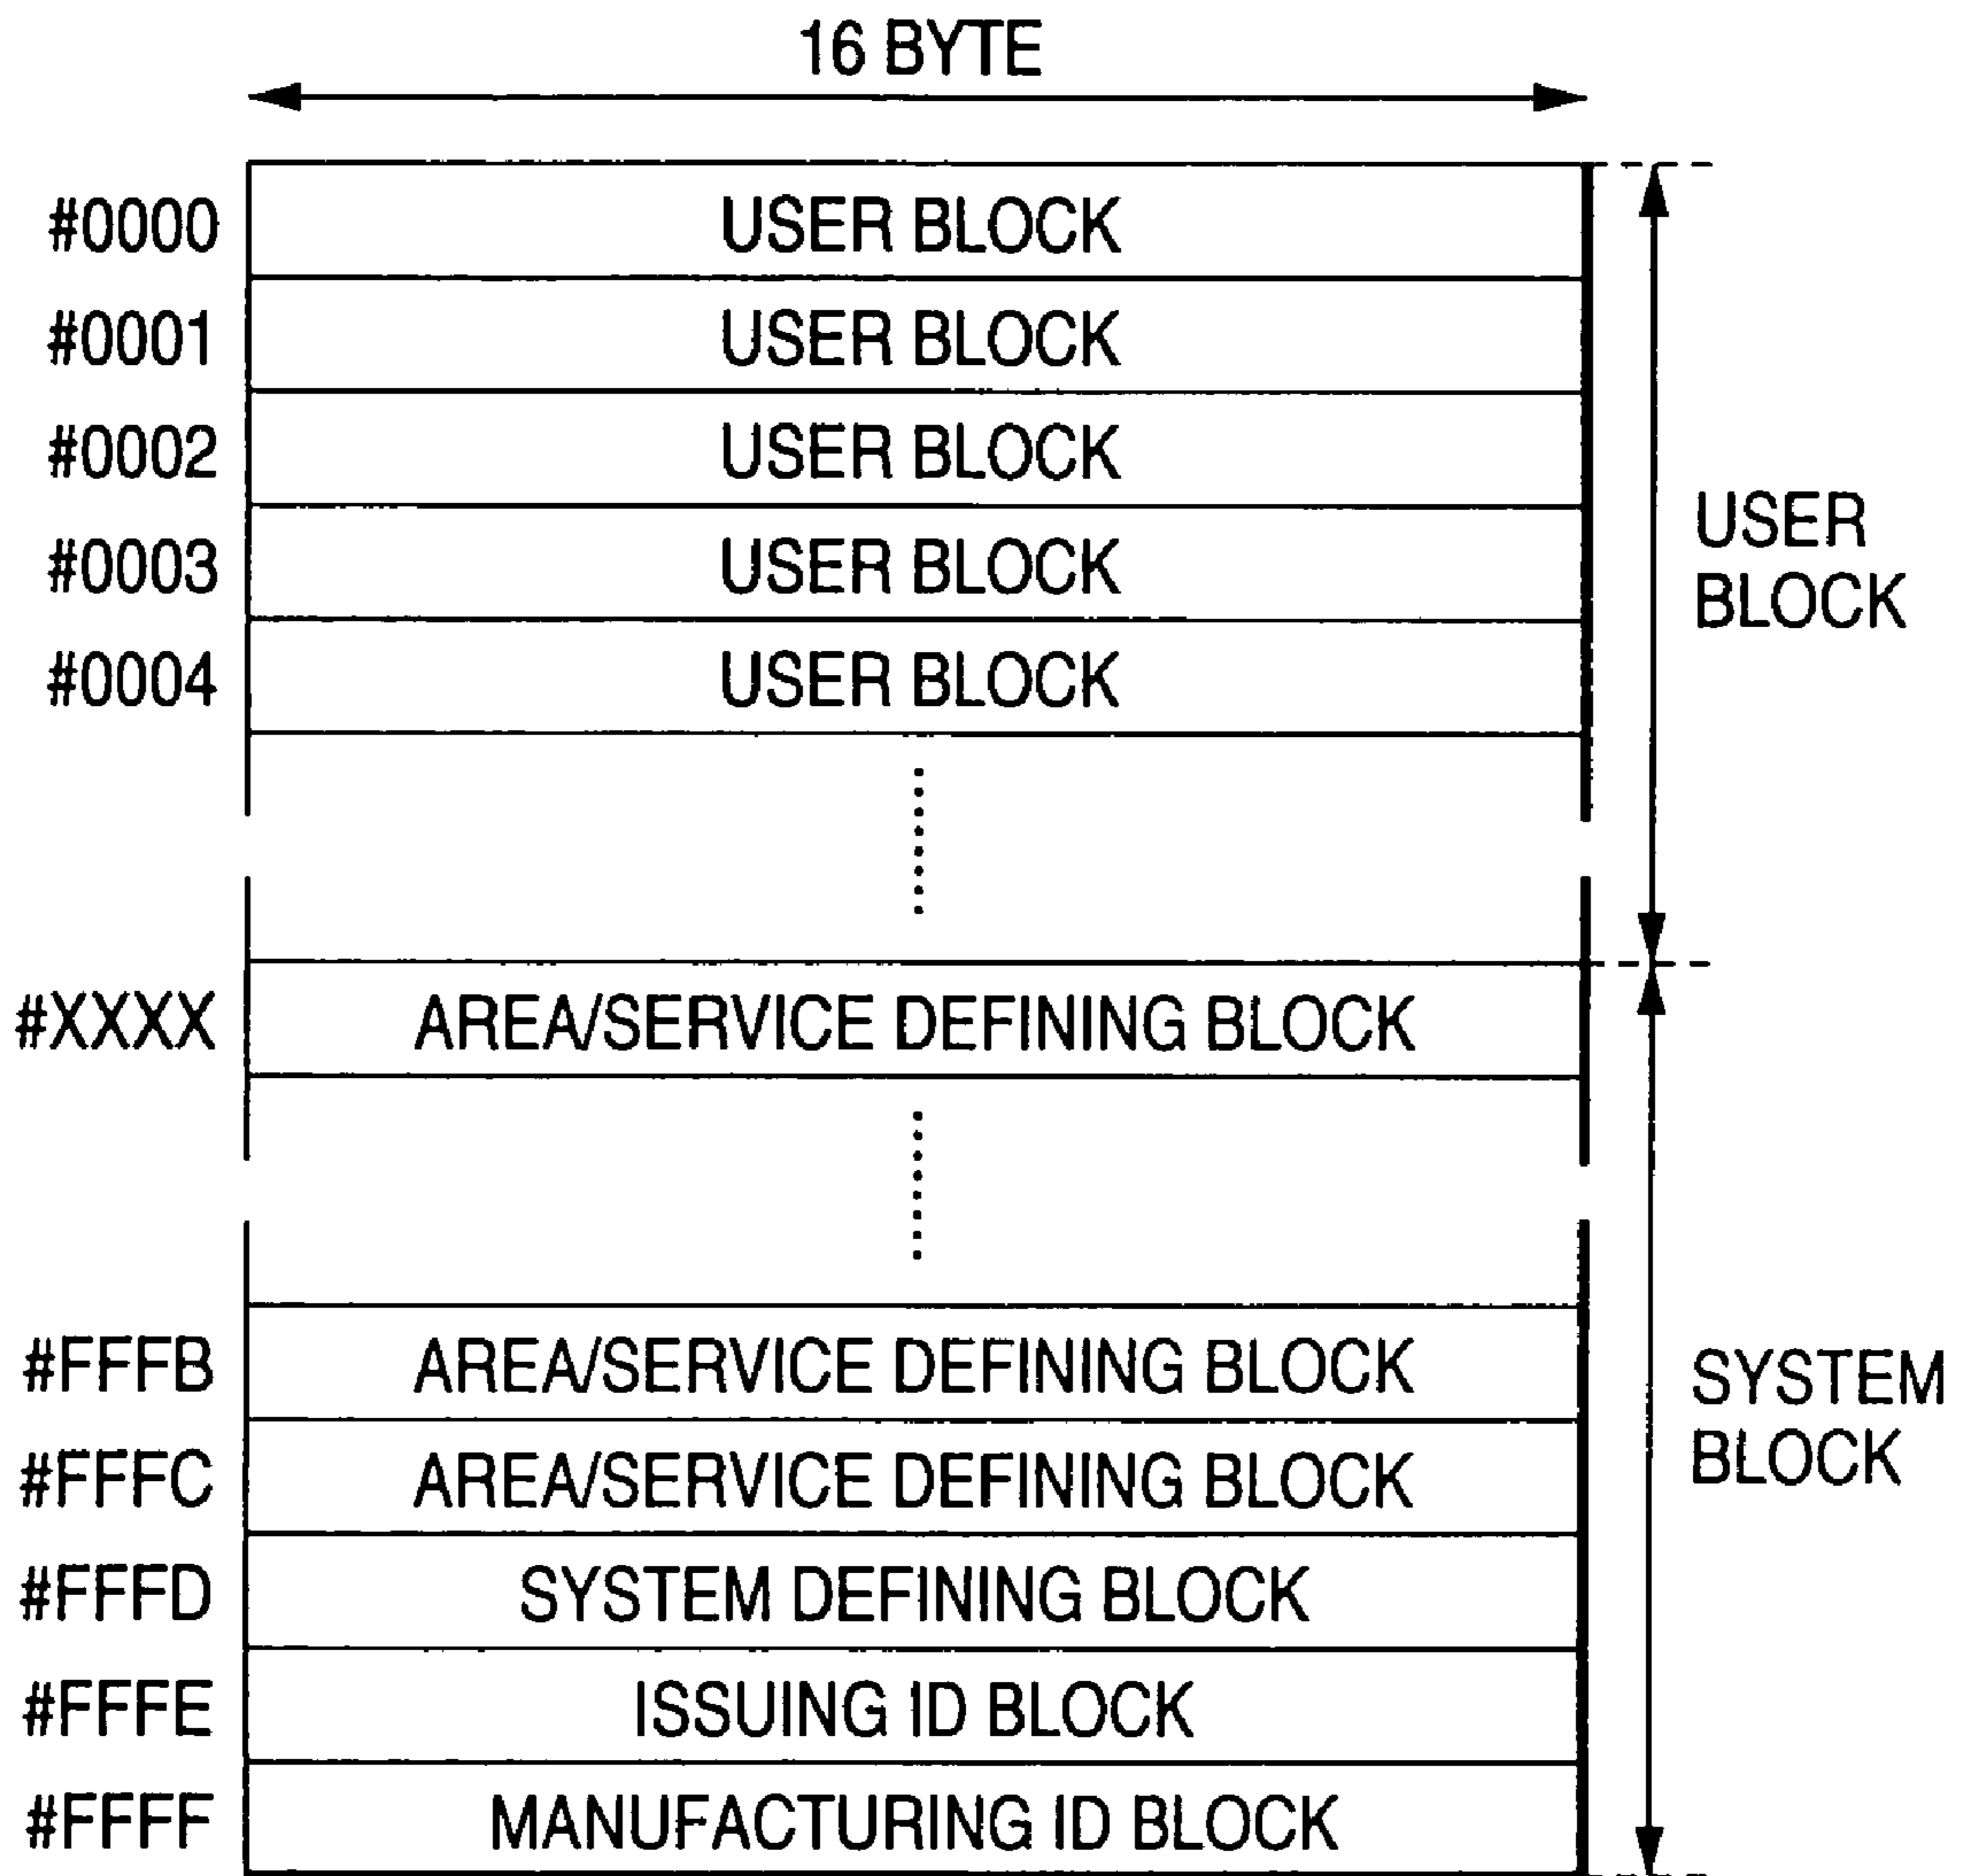 16 BYTE
#0000 USER BLOCK
#0001 USER BLOCK
#0002 USER BLOCK
#0003 USER BLOCK
#0004 USER BLOCK
USER
BLOCK
#XXXX AREA/SERVICE DEFINING BLOCK
#FFFB AREA/SERVICE DEFINING BLOCK
#FFFC AREA/SERVICE DEFINING BLOCK
#FFFD SYSTEM DEFINING BLOCK
#FFFE ISSUING ID BLOCK
#FFFF MANUFACTURING ID BLOCK
SYSTEM
BLOCK